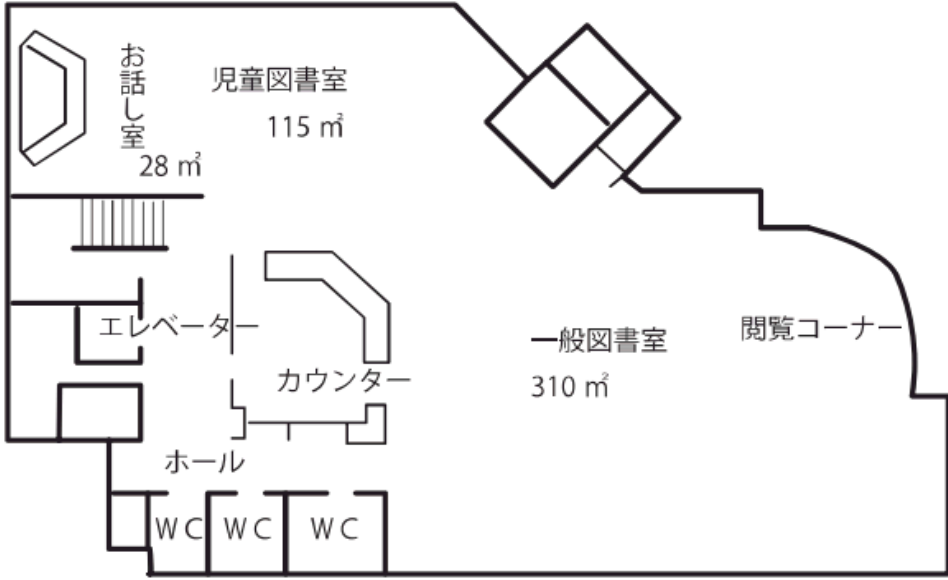 お話し室
28 ㎡
児童図書室
115 ㎡
エレベーター
カウンター
一般図書室
310 ㎡
閲覧コーナー
ホール
WC
WC
WC